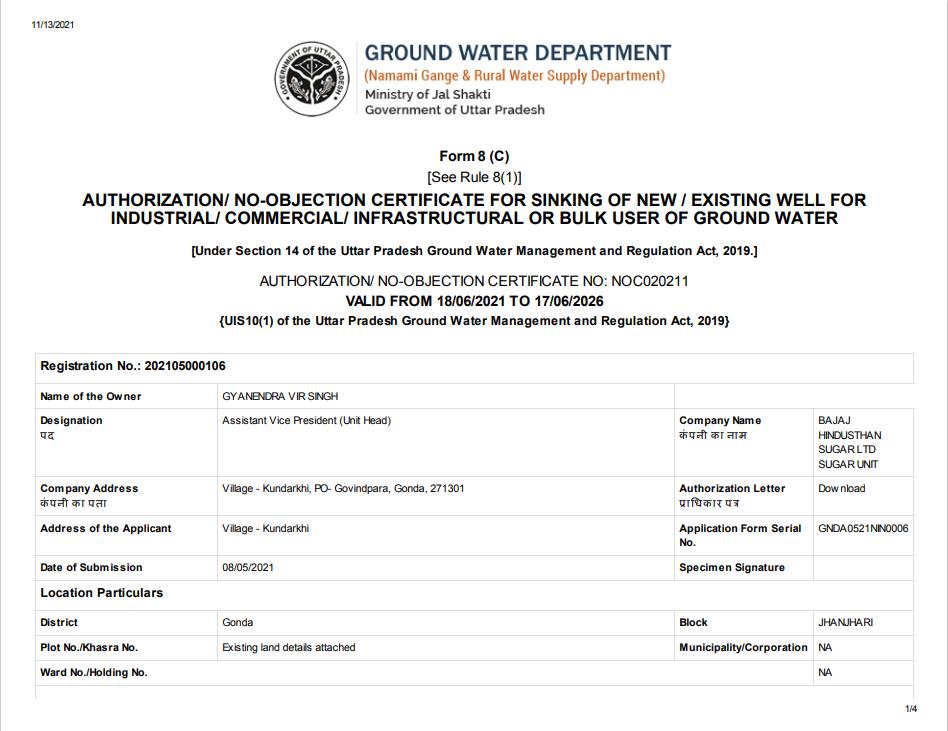 11/13/2021
GOVERNMENT OF UTTAR PRADESH
GROUND WATER DEPARTMENT
(Namami Gange & Rural Water Supply Department)
Ministry of Jal Shakti
Government of Uttar Pradesh
Form 8 (C)
[See Rule 8(1)]
AUTHORIZATION/ NO-OBJECTION CERTIFICATE FOR SINKING OF NEW / EXISTING WELL FOR
INDUSTRIAL/ COMMERCIAL/ INFRASTRUCTURAL OR BULK USER OF GROUND WATER
[Under Section 14 of the Uttar Pradesh Ground Water Management and Regulation Act, 2019.]
AUTHORIZATION/ NO-OBJECTION CERTIFICATE NO: NOC020211
VALID FROM 18/06/2021 TO 17/06/2026
{UIS10(1) of the Uttar Pradesh Ground Water Management and Regulation Act, 2019}
Registration No.: 202105000106
Name of the Owner GYANENDRA VIR SINGH
Designation Assistant Vice President (Unit Head) Company Name BAJAJ
पद कंपनी का नाम HINDUSTHAN
SUGAR LTD
SUGAR UNIT
Company Address Village - Kundarkhi, PO- Govindpara, Gonda, 271301 Authorization Letter Download
कंपनी का पता प्राधिकार पत्र
Address of the Applicant Village - Kundarkhi Application Form Serial GNDA0521NIN0006
No.
Date of Submission 08/05/2021 Specimen Signature
Location Particulars
District Gonda Block JHANJHARI
Plot No./Khasra No. Existing land details attached Municipality/Corporation NA
Ward No./Holding No. NA
1/4